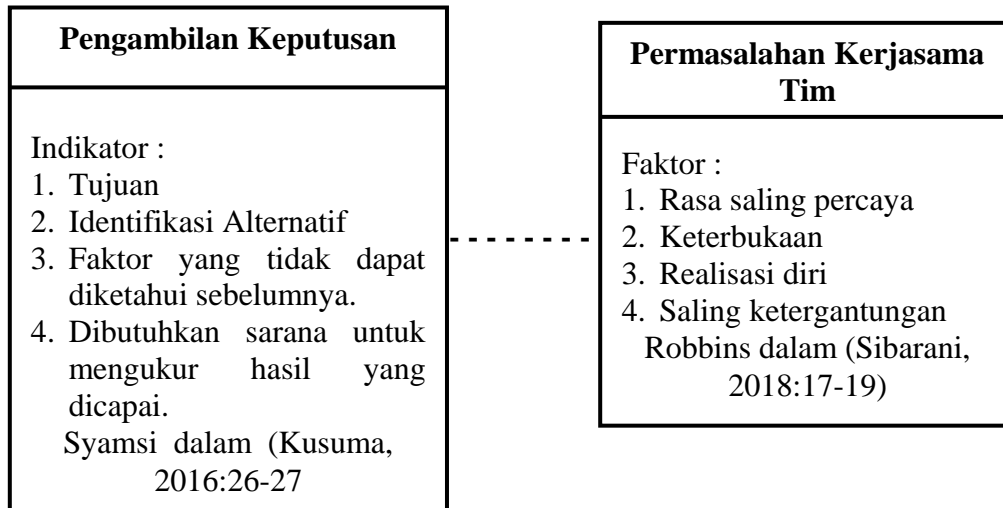 Pengambilan Keputusan
Indikator :
1. Tujuan
2. Identifikasi Alternatif
3. Faktor yang tidak dapat
diketahui sebelumnya.
4. Dibutuhkan sarana untuk
mengukur hasil yang
dicapai.
Syamsi dalam (Kusuma,
2016:26-27
Permasalahan Kerjasama
Tim
Faktor :
1. Rasa saling percaya
2. Keterbukaan
3. Realisasi diri
4. Saling ketergantungan
Robbins dalam (Sibarani,
2018:17-19)